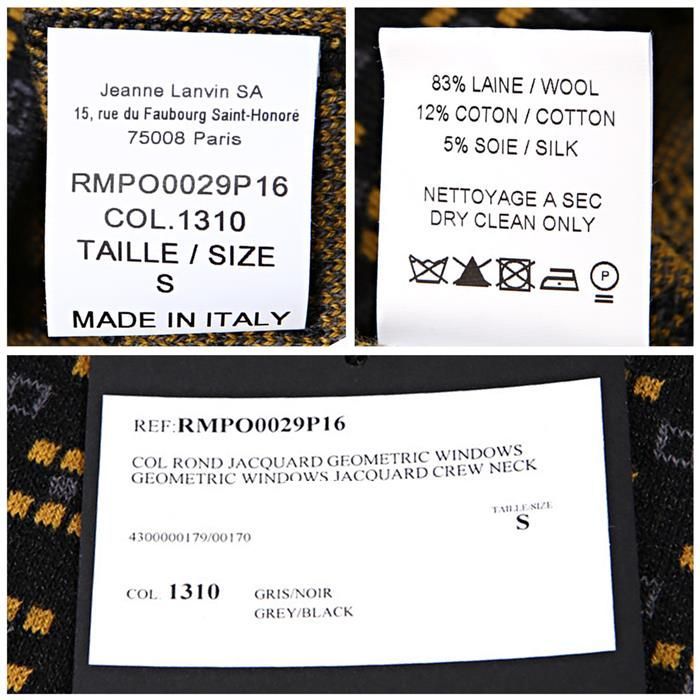 Jeanne Lanvin SA
15, rue du Faubourg Saint-Honoré
75008 Paris
RMPO0029P16
COL.1310
TAILLE / SIZE
S
MADE IN ITALY
83% LAINE / WOOL
12% COTON / COTTON
5% SOIE / SILK
NETTOYAGE A SEC
DRY CLEAN ONLY
P
REF:RMPO0029P16
COL ROND JACQUARD GEOMETRIC WINDOWS
GEOMETRIC WINDOWS JACQUARD CREW NECK
TAILLE/SIZE
S
4300000179/00170
COL. 1310 GRIS/NOIR
GREY/BLACK